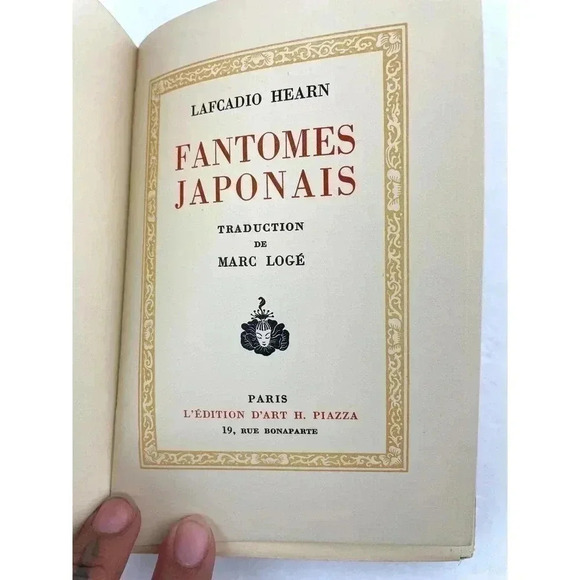 LAFCADIO HEARN
FANTOMES
JAPONAIS
TRADUCTION
DE
MARC LOGÉ
PARIS
L'ÉDITION D'ART H. PIAZZA
19, RUE BONAPARTE